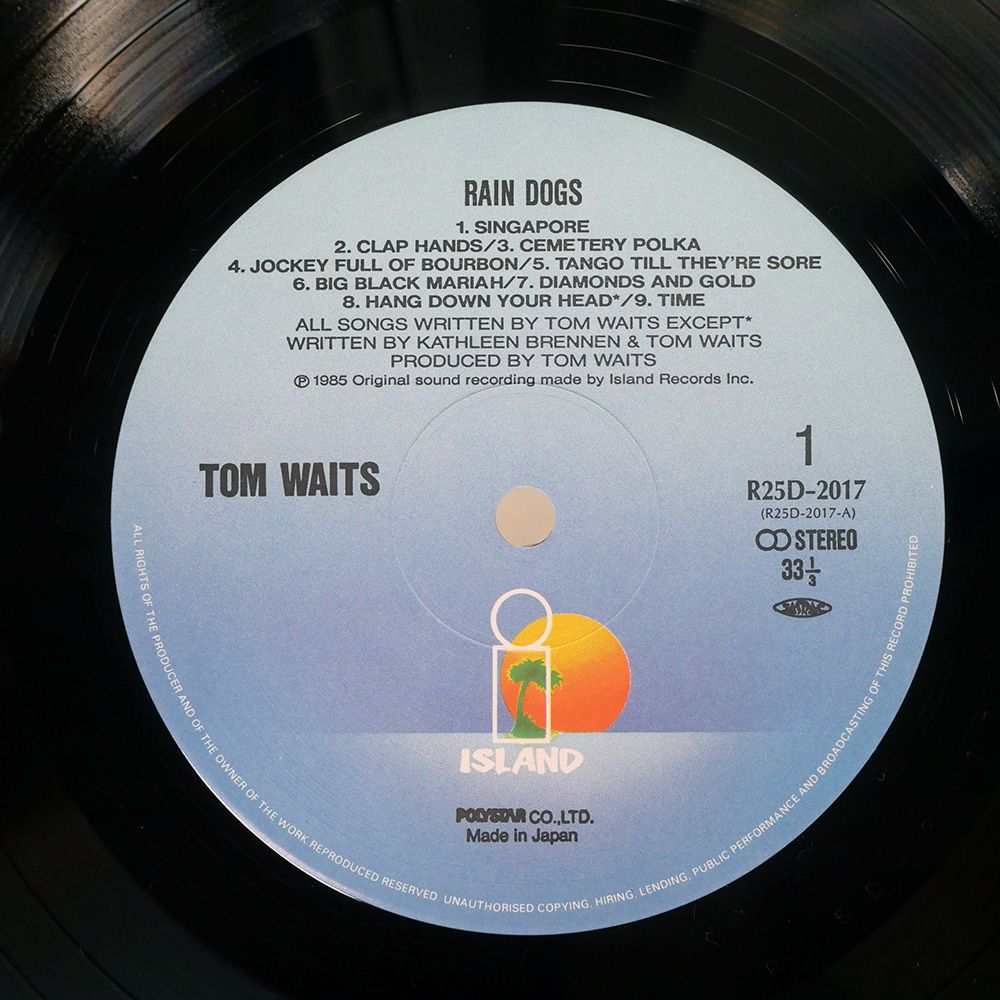 RAIN DOGS
1. SINGAPORE
2. CLAP HANDS/3. CEMETERY POLKA
4. JOCKEY FULL OF BOURBON/5. TANGO TILL THEY'RE SORE
6. BIG BLACK MARIAH/7. DIAMONDS AND GOLD
8. HANG DOWN YOUR HEAD*/9. TIME
ALL SONGS WRITTEN BY TOM WAITS EXCEPT*
WRITTEN BY KATHLEEN BRENNEN & TOM WAITS
PRODUCED BY TOM WAITS
Ⓟ 1985 Original sound recording made by Island Records Inc.
TOM WAITS
1
R25D-2017
(R25D-2017-A)
STEREO
33 1/3
JASRAC
i
ISLAND
POLYSTAR CO.,LTD.
Made in Japan
ALL RIGHTS OF THE PRODUCER AND OF THE OWNER OF THE WORK REPRODUCED RESERVED. UNAUTHORISED COPYING, HIRING, LENDING, PUBLIC PERFORMANCE AND BROADCASTING OF THIS RECORD PROHIBITED.